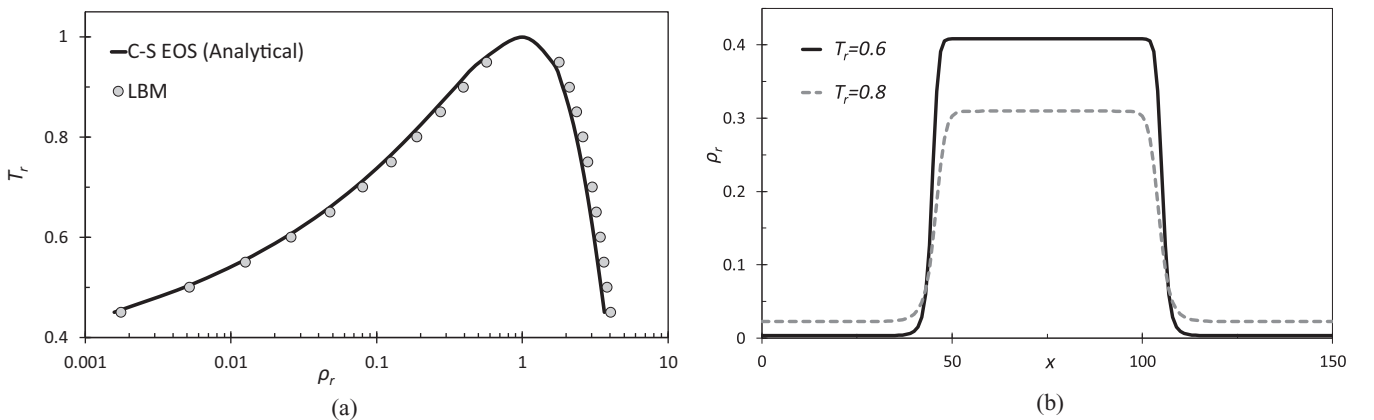 1
0.8
0.6
0.4
T_r
C-S EOS (Analytical)
LBM
0.001
0.01
0.1
1
10
ρ_r
(a)
0.4
0.3
0.2
0.1
0
ρ_r
T_r=0.6
T_r=0.8
0
50
100
150
x
(b)